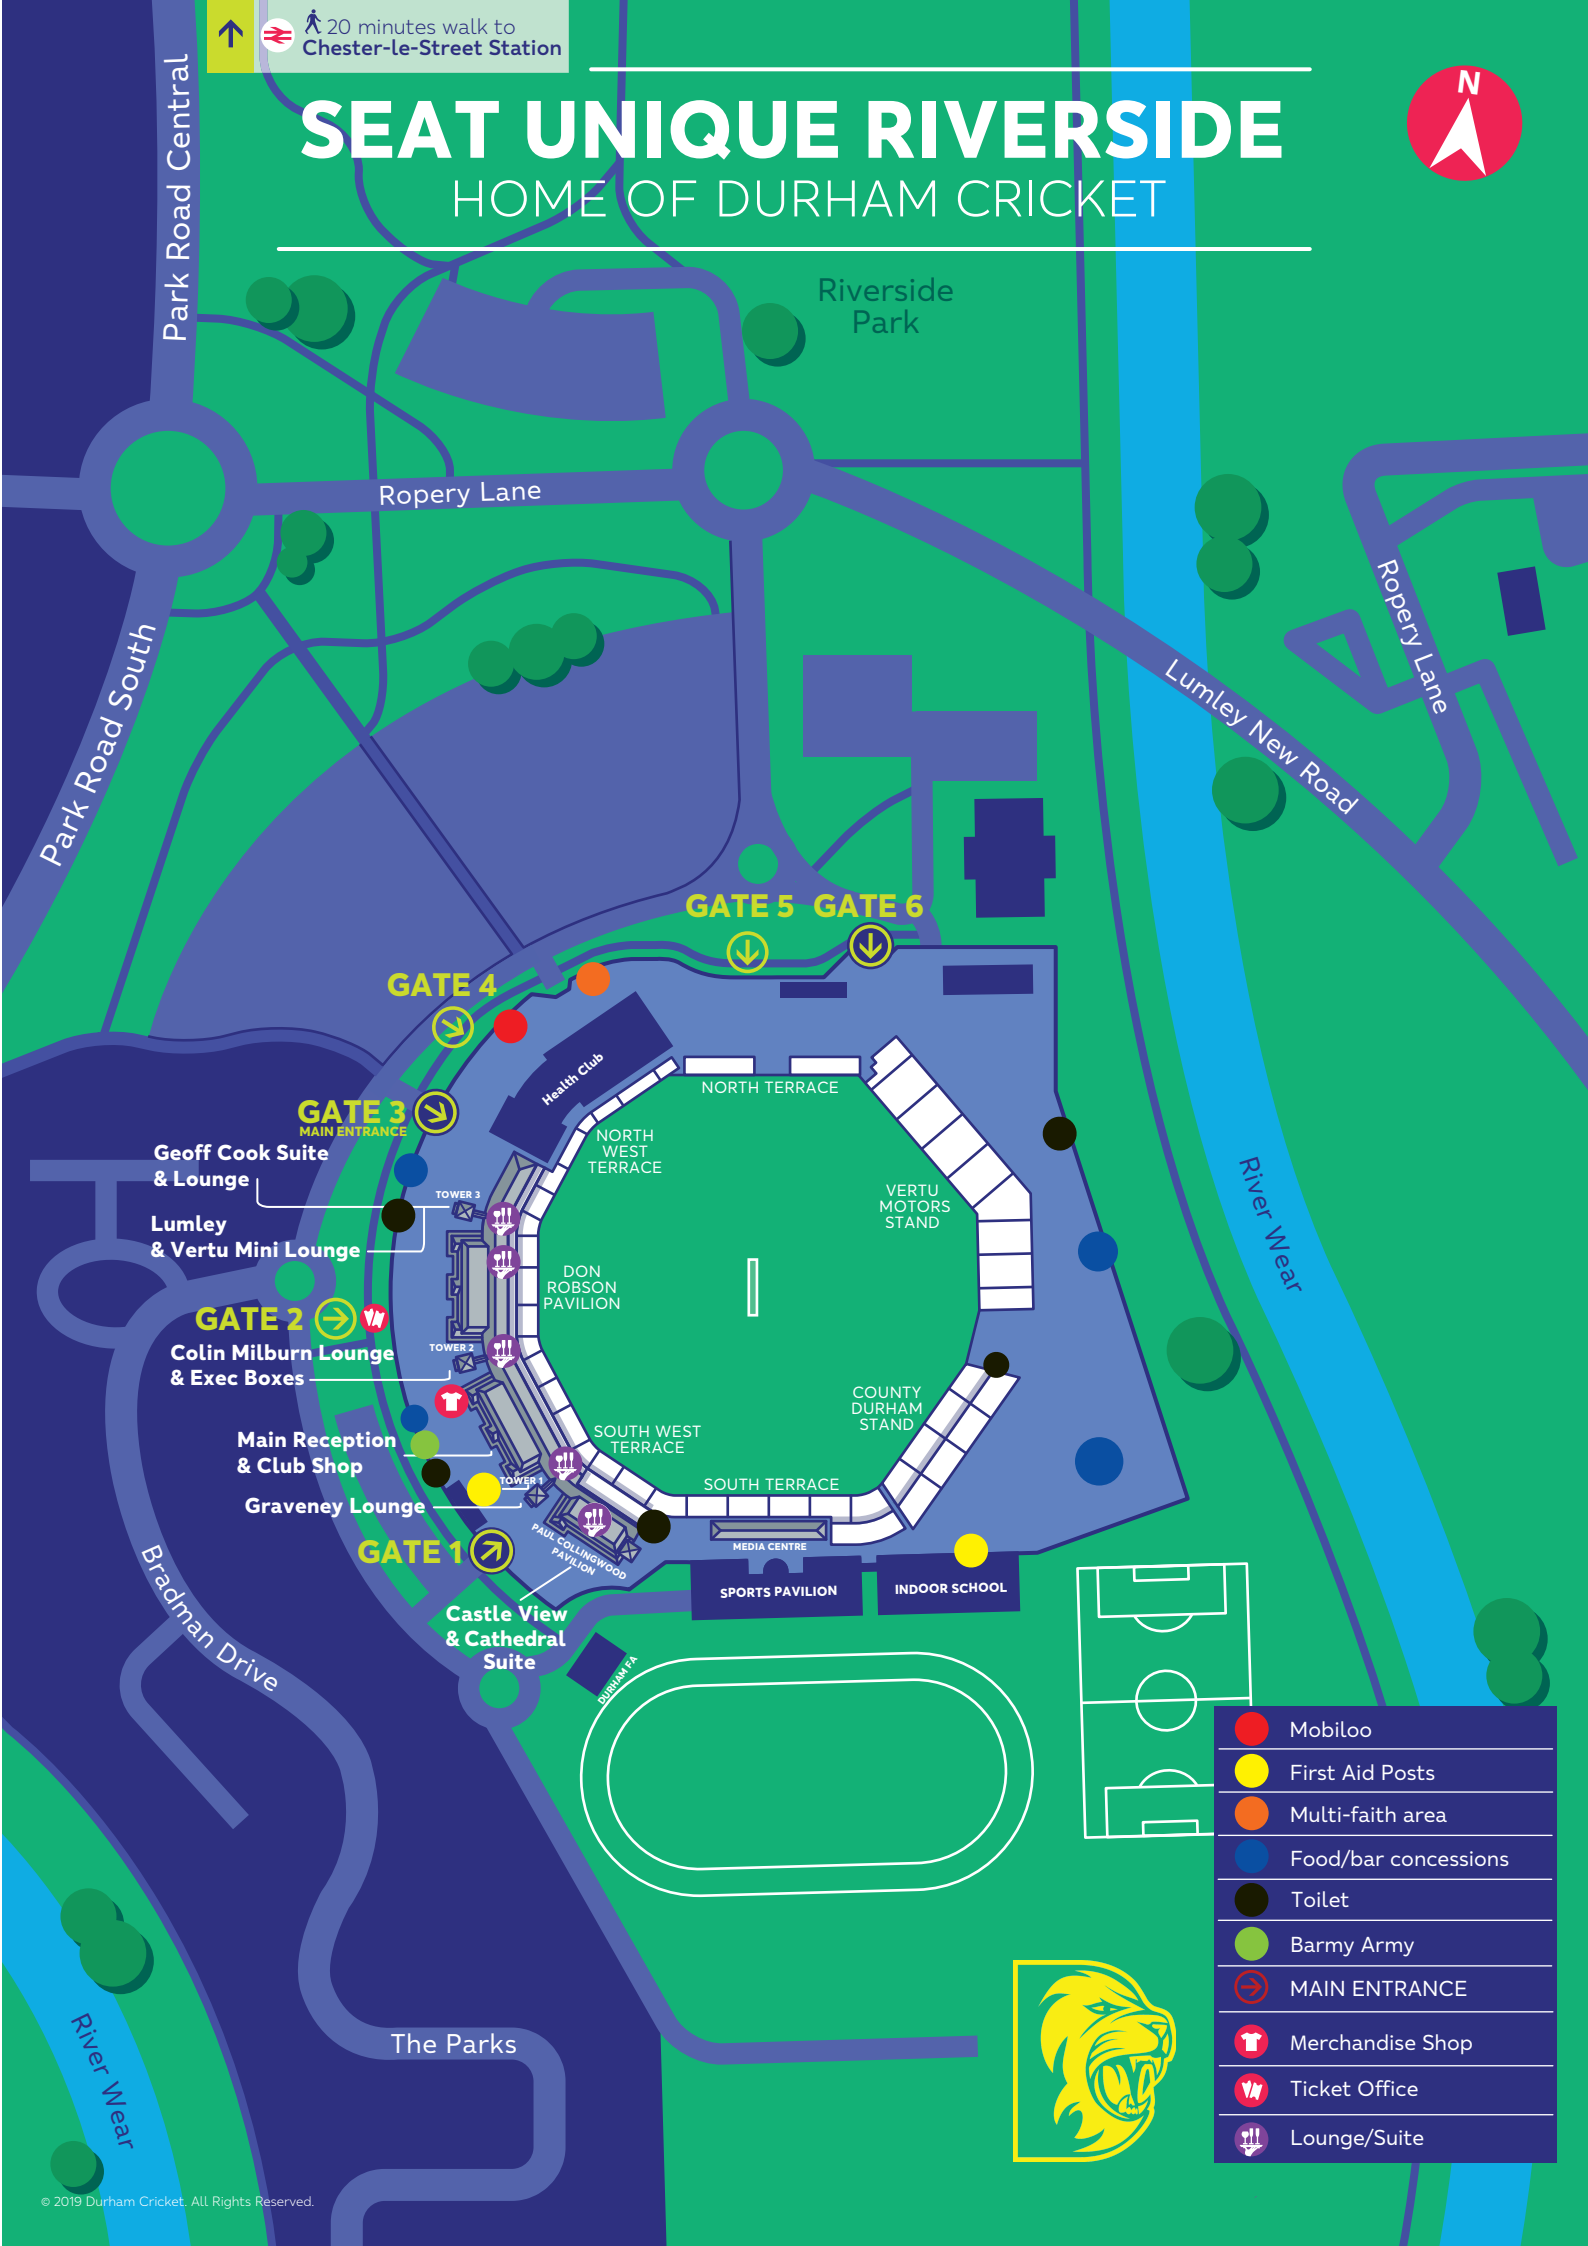 20 minutes walk to
Chester-le-Street Station
SEAT UNIQUE RIVERSIDE
HOME OF DURHAM CRICKET
N
Park Road Central
Riverside
Park
Ropery Lane
Ropery Lane
Park Road South
Lumley New Road
GATE 5
GATE 6
GATE 4
Health Club
NORTH TERRACE
GATE 3
MAIN ENTRANCE
NORTH
WEST
TERRACE
Geoff Cook Suite
& Lounge
TOWER 3
VERTU
MOTORS
STAND
River Wear
Lumley
& Vertu Mini Lounge
DON
ROBSON
PAVILION
GATE 2
TOWER 2
Colin Milburn Lounge
& Exec Boxes
COUNTY
DURHAM
STAND
Main Reception
& Club Shop
SOUTH WEST
TERRACE
TOWER 1
SOUTH TERRACE
Graveney Lounge
GATE 1
PAUL COLLINGWOOD
PAVILION
MEDIA CENTRE
SPORTS PAVILION
INDOOR SCHOOL
Bradman Drive
Castle View
& Cathedral
Suite
DURHAM FA
Mobiloo
First Aid Posts
Multi-faith area
Food/bar concessions
Toilet
Barmy Army
MAIN ENTRANCE
Merchandise Shop
Ticket Office
Lounge/Suite
The Parks
River Wear
© 2019 Durham Cricket. All Rights Reserved.